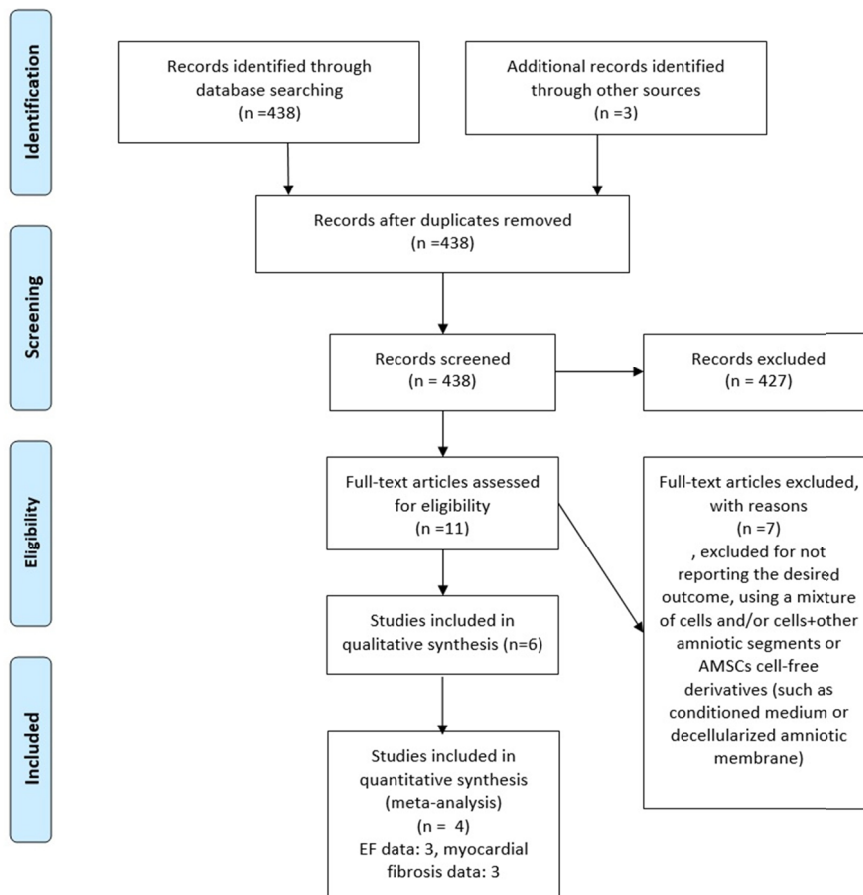 Identification
Records identified through
database searching
(n =438)
Additional records identified
through other sources
(n =3)
Records after duplicates removed
(n =438)
Screening
Records screened
(n = 438)
Records excluded
(n = 427)
Eligibility
Full-text articles assessed
for eligibility
(n =11)
Full-text articles excluded,
with reasons
(n =7)
, excluded for not
reporting the desired
outcome, using a mixture
of cells and/or cells+other
amniotic segments or
AMSCs cell-free
derivatives (such as
conditioned medium or
decellularized amniotic
membrane)
Studies included in
qualitative synthesis (n=6)
Included
Studies included in
quantitative synthesis
(meta-analysis)
(n = 4)
EF data: 3, myocardial
fibrosis data: 3